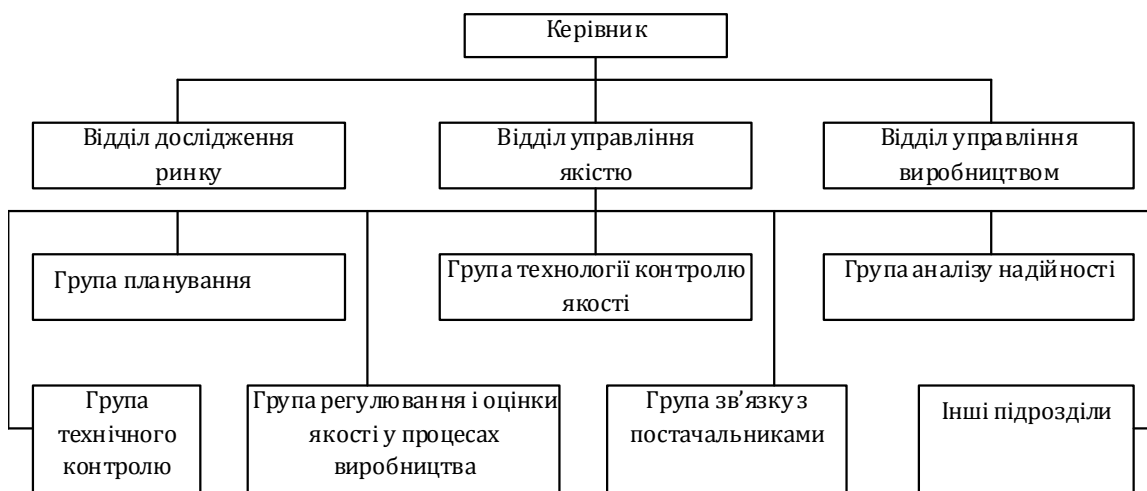 Керівник
Відділ дослідження
ринку
Відділ управління
якістю
Відділ управління
виробництвом
Група планування
Група технології контролю
якості
Група аналізу надійності
Група
технічного
контролю
Група регулювання і оцінки
якості у процесах
виробництва
Група зв’язку з
постачальниками
Інші підрозділи